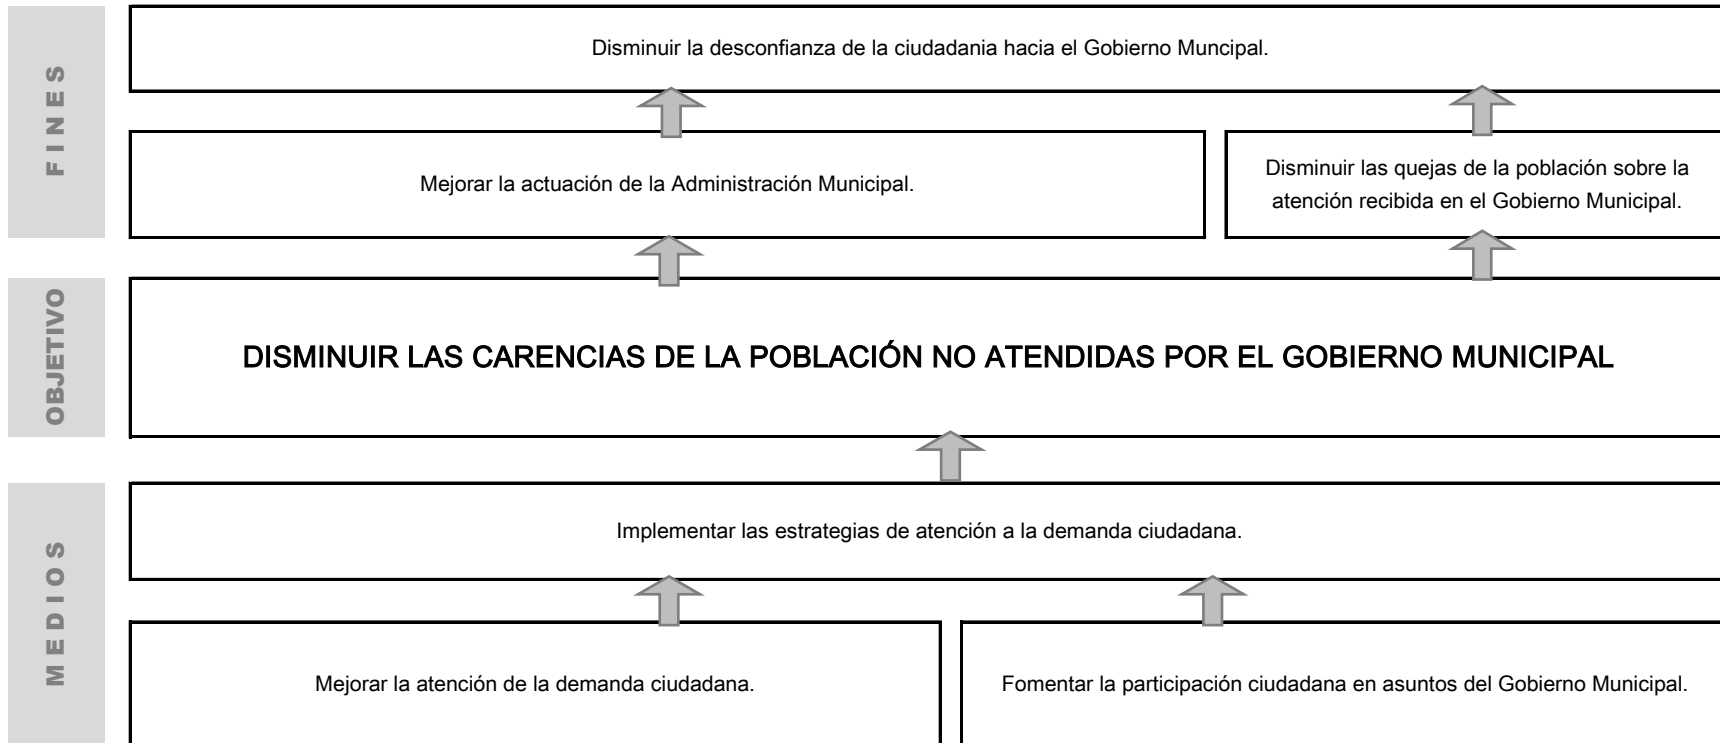 F I N E S
Disminuir la desconfianza de la ciudadania hacia el Gobierno Muncipal.
Mejorar la actuación de la Administración Municipal.
Disminuir las quejas de la población sobre la
atención recibida en el Gobierno Municipal.
OBJETIVO
DISMINUIR LAS CARENCIAS DE LA POBLACIÓN NO ATENDIDAS POR EL GOBIERNO MUNICIPAL
M E D I O S
Implementar las estrategias de atención a la demanda ciudadana.
Mejorar la atención de la demanda ciudadana.
Fomentar la participación ciudadana en asuntos del Gobierno Municipal.